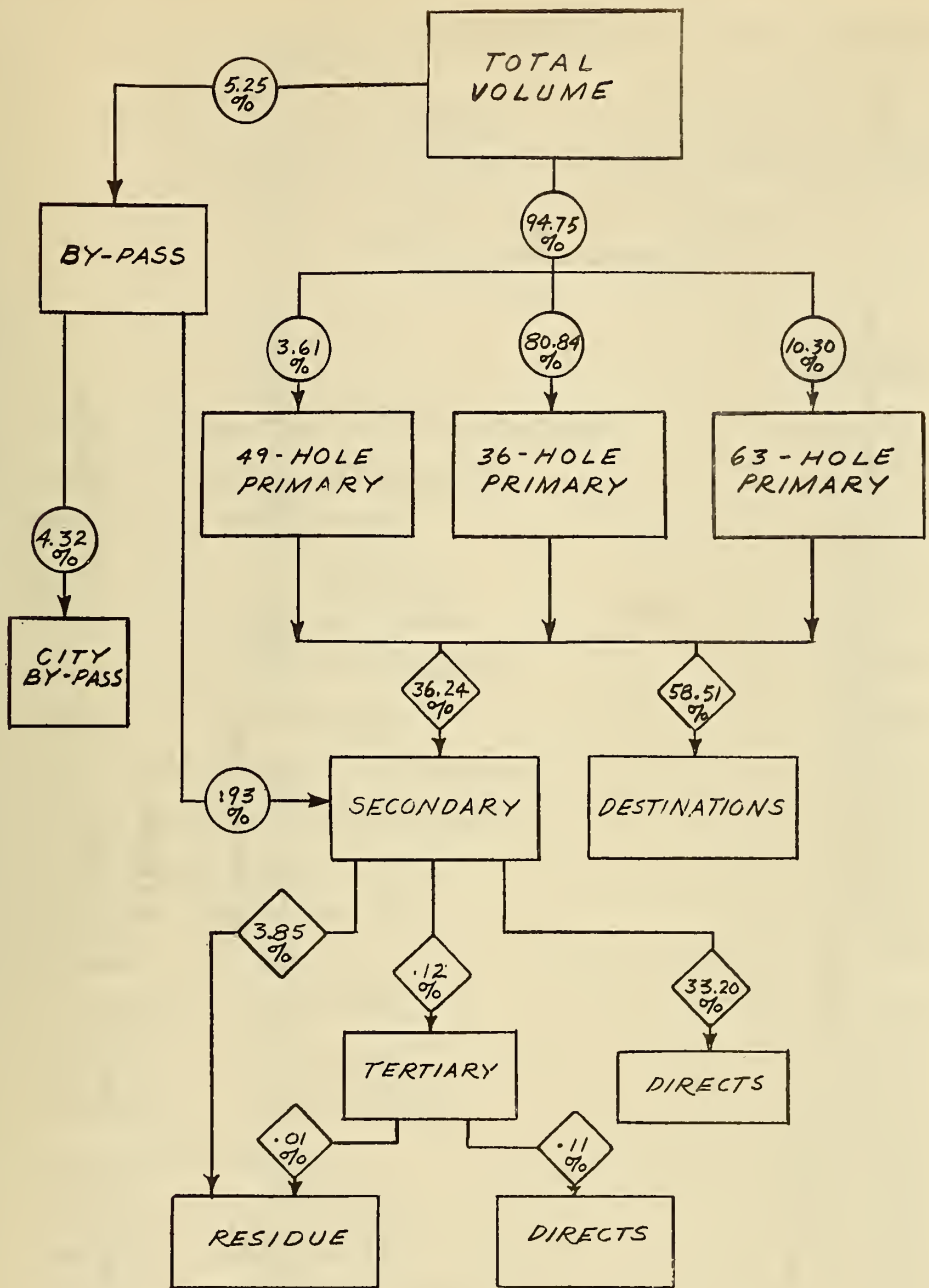 TOTAL
VOLUME
5.25
%
94.75
%
BY-PASS
3.61
%
80.84
%
10.30
%
49-HOLE
PRIMARY
36-HOLE
PRIMARY
63-HOLE
PRIMARY
4.32
%
CITY
BY-PASS
36.24
%
58.51
%
.93
%
SECONDARY
DESTINATIONS
3.85
%
.12
%
33.20
%
TERTIARY
DIRECTS
.01
%
.11
%
RESIDUE
DIRECTS